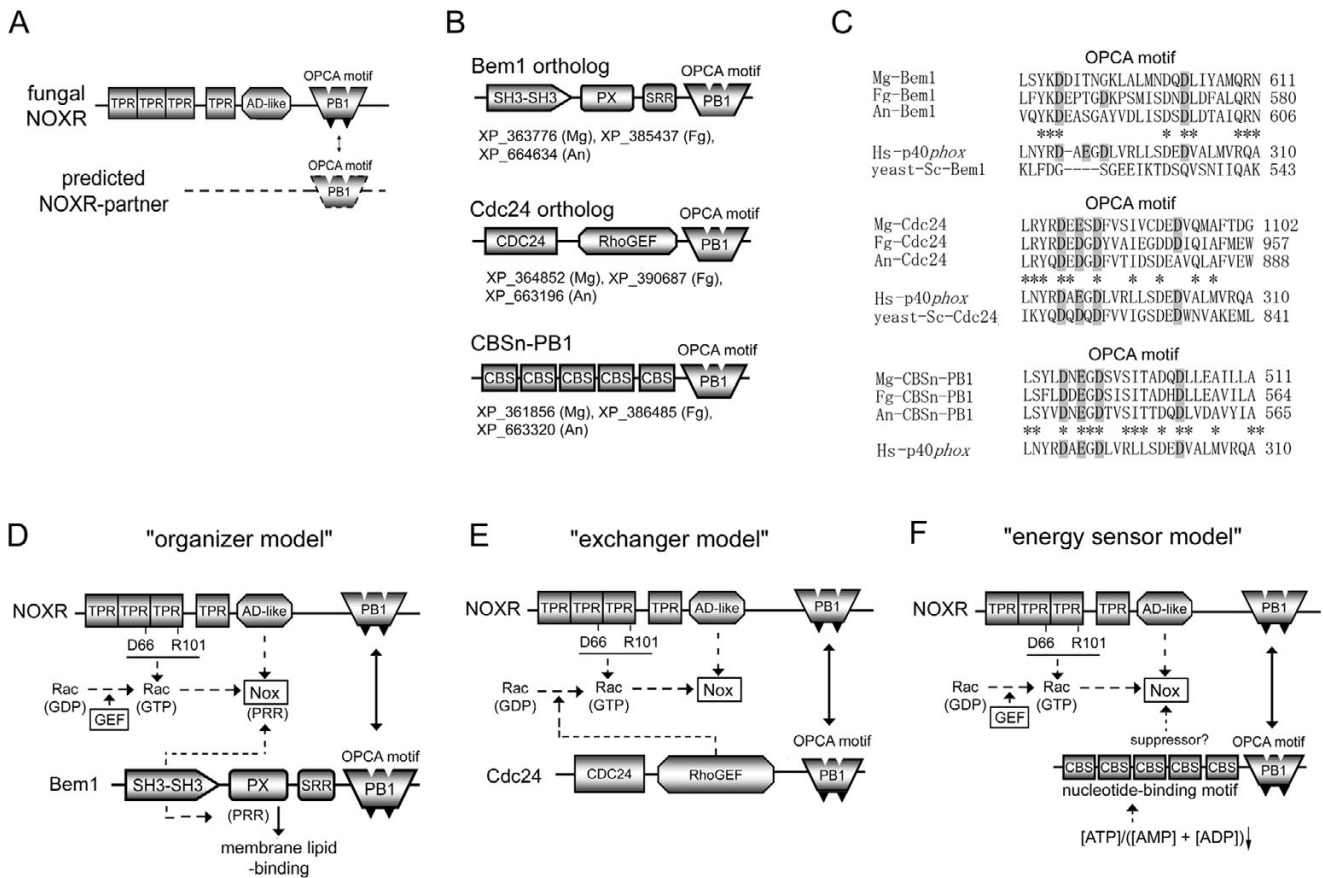 A
OPCA motif
fungal
NOXR
TPR TPR TPR TPR AD-like PB1
OPCA motif
predicted
NOXR-partner
PB1
B
Bem1 ortholog
OPCA motif
SH3-SH3 PX SRR PB1
XP_363776 (Mg), XP_385437 (Fg),
XP_664634 (An)
Cdc24 ortholog
OPCA motif
CDC24 RhoGEF PB1
XP_364852 (Mg), XP_390687 (Fg),
XP_663196 (An)
CBSn-PB1
OPCA motif
CBS CBS CBS CBS CBS PB1
XP_361856 (Mg), XP_386485 (Fg),
XP_663320 (An)
C
OPCA motif
Mg-Bem1 LSYKDDITNGKLALMNDQDLIYAMQRN 611
Fg-Bem1 LFYKDEPTGDKPSMISDNDLDFALQRN 580
An-Bem1 VQYKDEASGAYVDLISDSDLDTAIQRN 606
*** * ** ***
Hs-p40phox LNYRD-AEGDLVRLLSDEDVALMVRQA 310
yeast-Sc-Bem1 KLFDG----SGEEIKTDSQVSNIIQAK 543
OPCA motif
Mg-Cdc24 LRYRDEESDFVSIVCDEDVQMAFTDG 1102
Fg-Cdc24 LRYRDEDGDYVAIEGDDDIQIAFMEW 957
An-Cdc24 LRYQDEDGDFVTIDSDEAVQLAFVEW 888
*** ** * * * * *
Hs-p40phox LNYRDAEGDLVRLLSDEDVALMVRQA 310
yeast-Sc-Cdc24 IKYQDQDQDFVVIGSDEDWNVAKEML 841
OPCA motif
Mg-CBSn-PB1 LSYLDNEGDSVSITADQDLLEAILLA 511
Fg-CBSn-PB1 LSFLDDEGDSISITADHDLLEAVILA 564
An-CBSn-PB1 LSYVDNEGDTVSITTDQDLVDAVYIA 565
** * *** *** * ** * **
Hs-p40phox LNYRDAEGDLVRLLSDEDVALMVRQA 310
D
"organizer model"
NOXR TPR TPR TPR TPR AD-like PB1
D66 R101
Rac
(GDP)
GEF
Rac
(GTP)
Nox
(PRR)
OPCA motif
Bem1 SH3-SH3 PX SRR PB1
(PRR)
membrane lipid
-binding
E
"exchanger model"
NOXR TPR TPR TPR TPR AD-like PB1
D66 R101
Rac
(GDP)
Rac
(GTP)
Nox
OPCA motif
Cdc24 CDC24 RhoGEF PB1
F
"energy sensor model"
NOXR TPR TPR TPR TPR AD-like PB1
D66 R101
Rac
(GDP)
GEF
Rac
(GTP)
Nox
suppressor?
OPCA motif
CBS CBS CBS CBS CBS PB1
nucleotide-binding motif
[ATP]/([AMP] + [ADP])↓